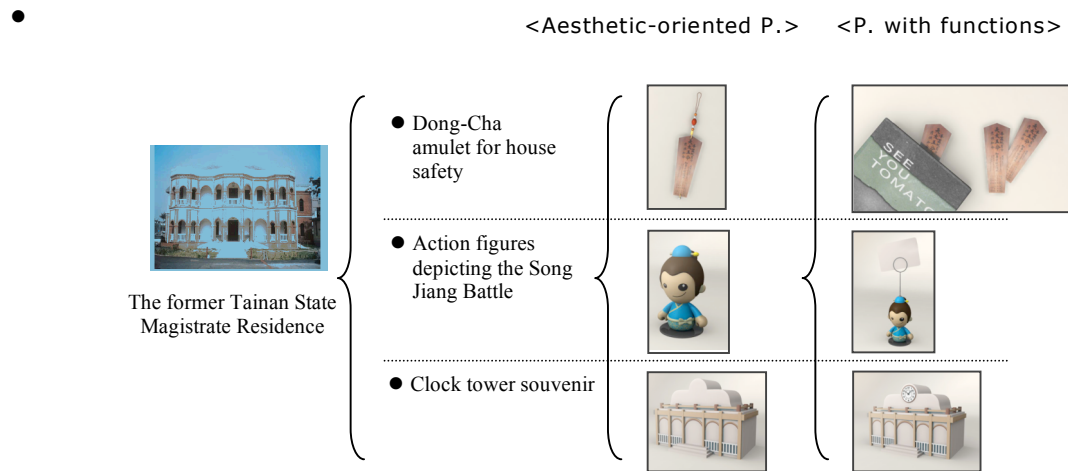 ●
<Aesthetic-oriented P.> <P. with functions>
● Dong-Cha
amulet for house
safety
SEE
YOU
TOMATO
● Action figures
depicting the Song
Jiang Battle
The former Tainan State
Magistrate Residence
● Clock tower souvenir